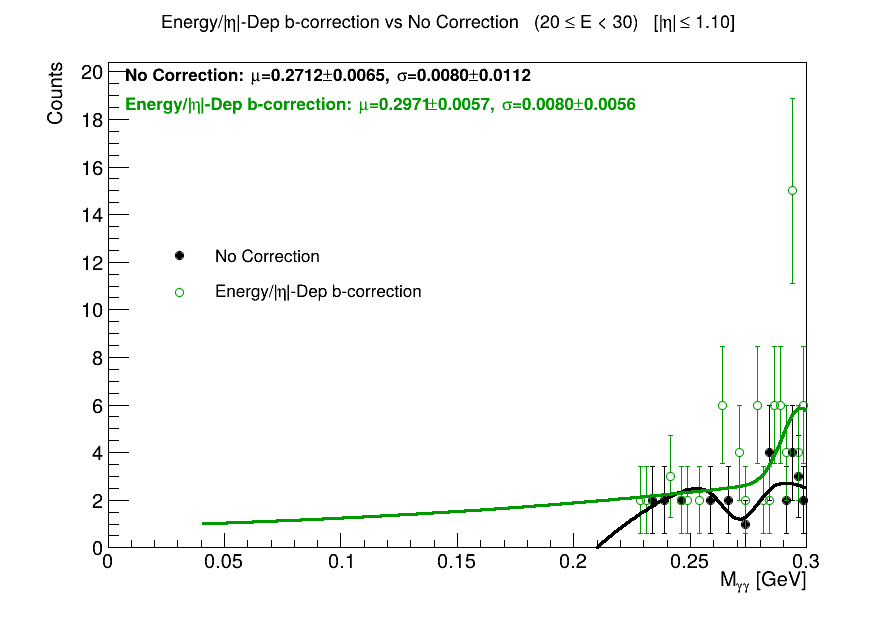 Energy/|η|-Dep b-correction vs No Correction (20 ≤ E < 30) [|η| ≤ 1.10]
Counts
No Correction: μ=0.2712±0.0065, σ=0.0080±0.0112
Energy/|η|-Dep b-correction: μ=0.2971±0.0057, σ=0.0080±0.0056
No Correction
Energy/|η|-Dep b-correction
20
18
16
14
12
10
8
6
4
2
0
0 0.05 0.1 0.15 0.2 0.25 0.3
Mγγ [GeV]